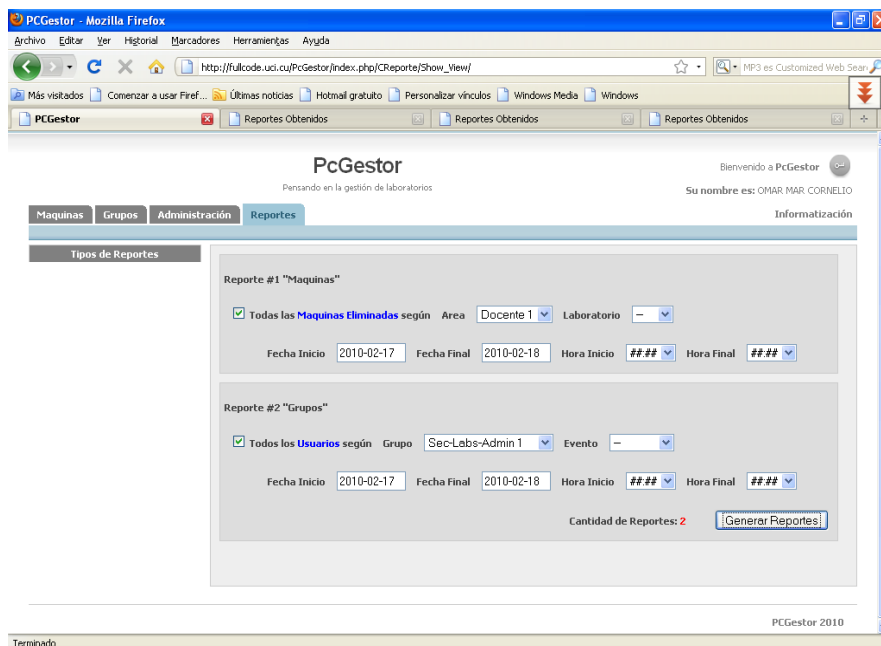 PCGestor - Mozilla Firefox
Archivo Editar Ver Historial Marcadores Herramientas Ayuda
http://fullcode.uci.cu/PcGestor/index.php/CReporte/Show_View/ MP3 es Customized Web Sear
Más visitados Comenzar a usar Firef... Últimas noticias Hotmail gratuito Personalizar vínculos Windows Media Windows
PCGestor Reportes Obtenidos Reportes Obtenidos Reportes Obtenidos
PcGestor
Bienvenido a PcGestor
Pensando en la gestión de laboratorios
Su nombre es: OMAR MAR CORNELIO
Maquinas Grupos Administración Reportes Informatización
Tipos de Reportes
Reporte #1 "Maquinas"
Todas las Maquinas Eliminadas según Area Docente 1 Laboratorio --
Fecha Inicio 2010-02-17 Fecha Final 2010-02-18 Hora Inicio ##:## Hora Final ##:##
Reporte #2 "Grupos"
Todos los Usuarios según Grupo Sec-Labs-Admin 1 Evento --
Fecha Inicio 2010-02-17 Fecha Final 2010-02-18 Hora Inicio ##:## Hora Final ##:##
Cantidad de Reportes: 2 Generar Reportes
PCGestor 2010
Terminado